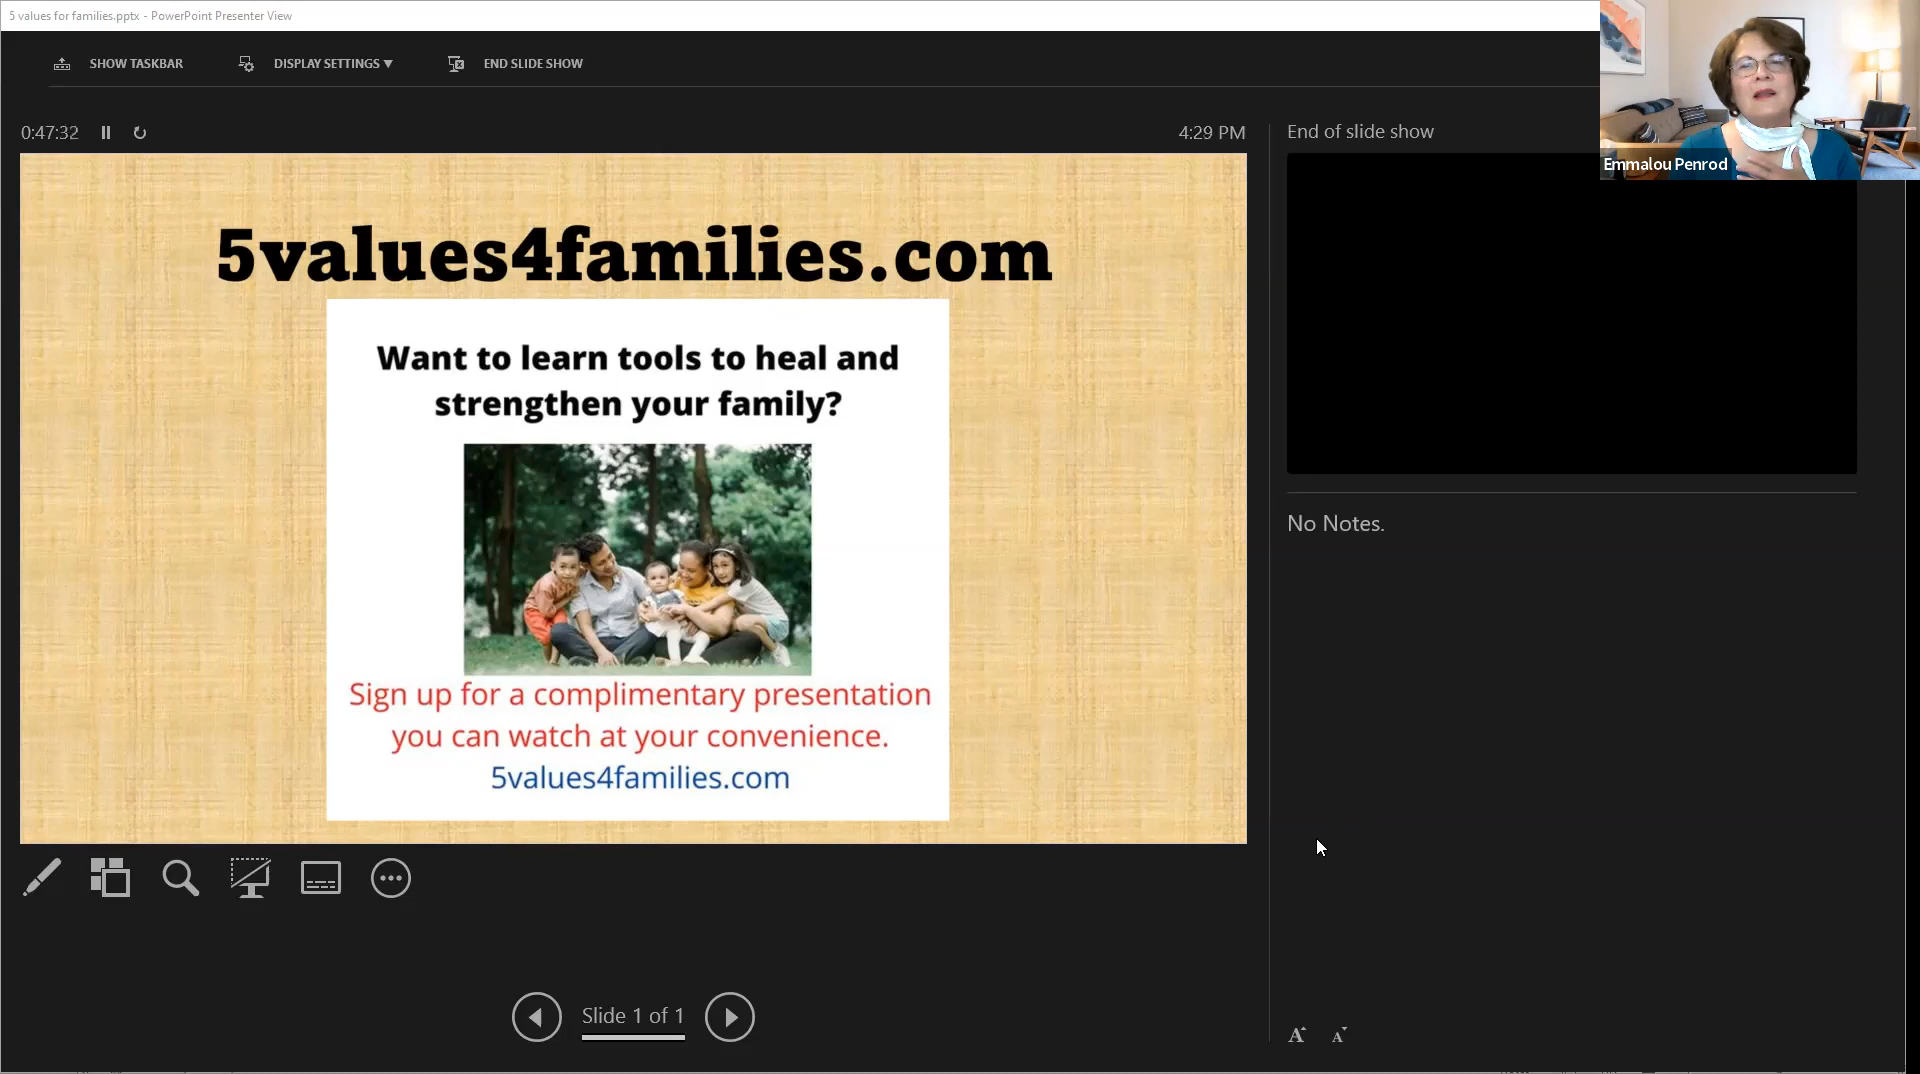 5 values for families.pptx - PowerPoint Presenter View
SHOW TASKBAR
DISPLAY SETTINGS ▼
END SLIDE SHOW
0:47:32
4:29 PM
End of slide show
Emmalou Penrod
5values4families.com
Want to learn tools to heal and
strengthen your family?
Sign up for a complimentary presentation
you can watch at your convenience.
5values4families.com
No Notes.
Slide 1 of 1
A A